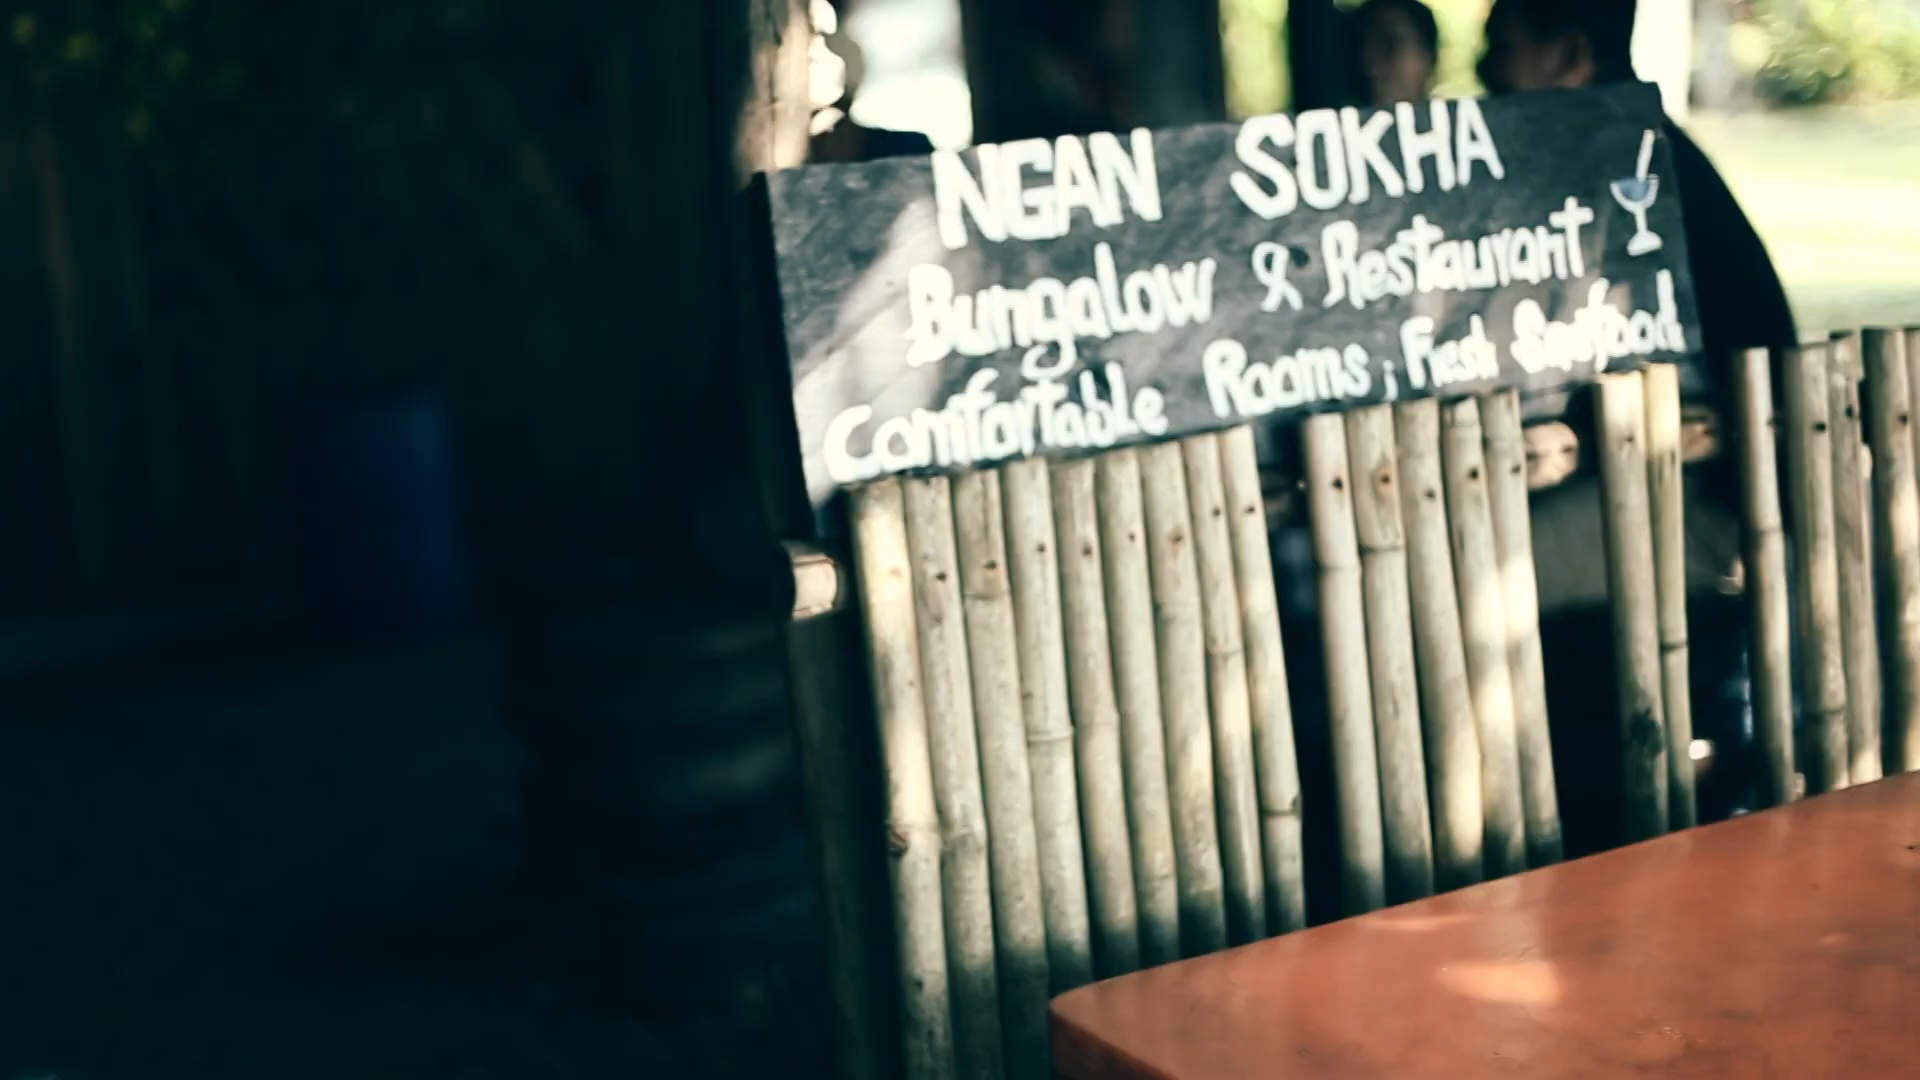 NGAN SOKHA
Bungalow & Restaurant
Comfortable Rooms ; Fresh Seafood